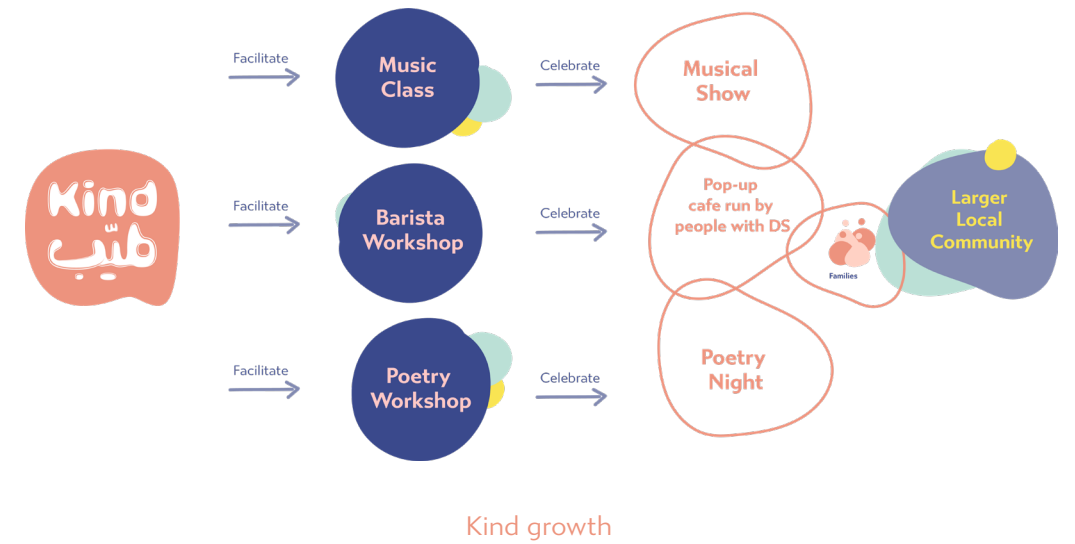 Kind
طيّب
Facilitate
Music
Class
Celebrate
Musical
Show
Facilitate
Barista
Workshop
Celebrate
Pop-up
cafe run by
people with DS
Families
Larger
Local
Community
Facilitate
Poetry
Workshop
Celebrate
Poetry
Night
Kind growth